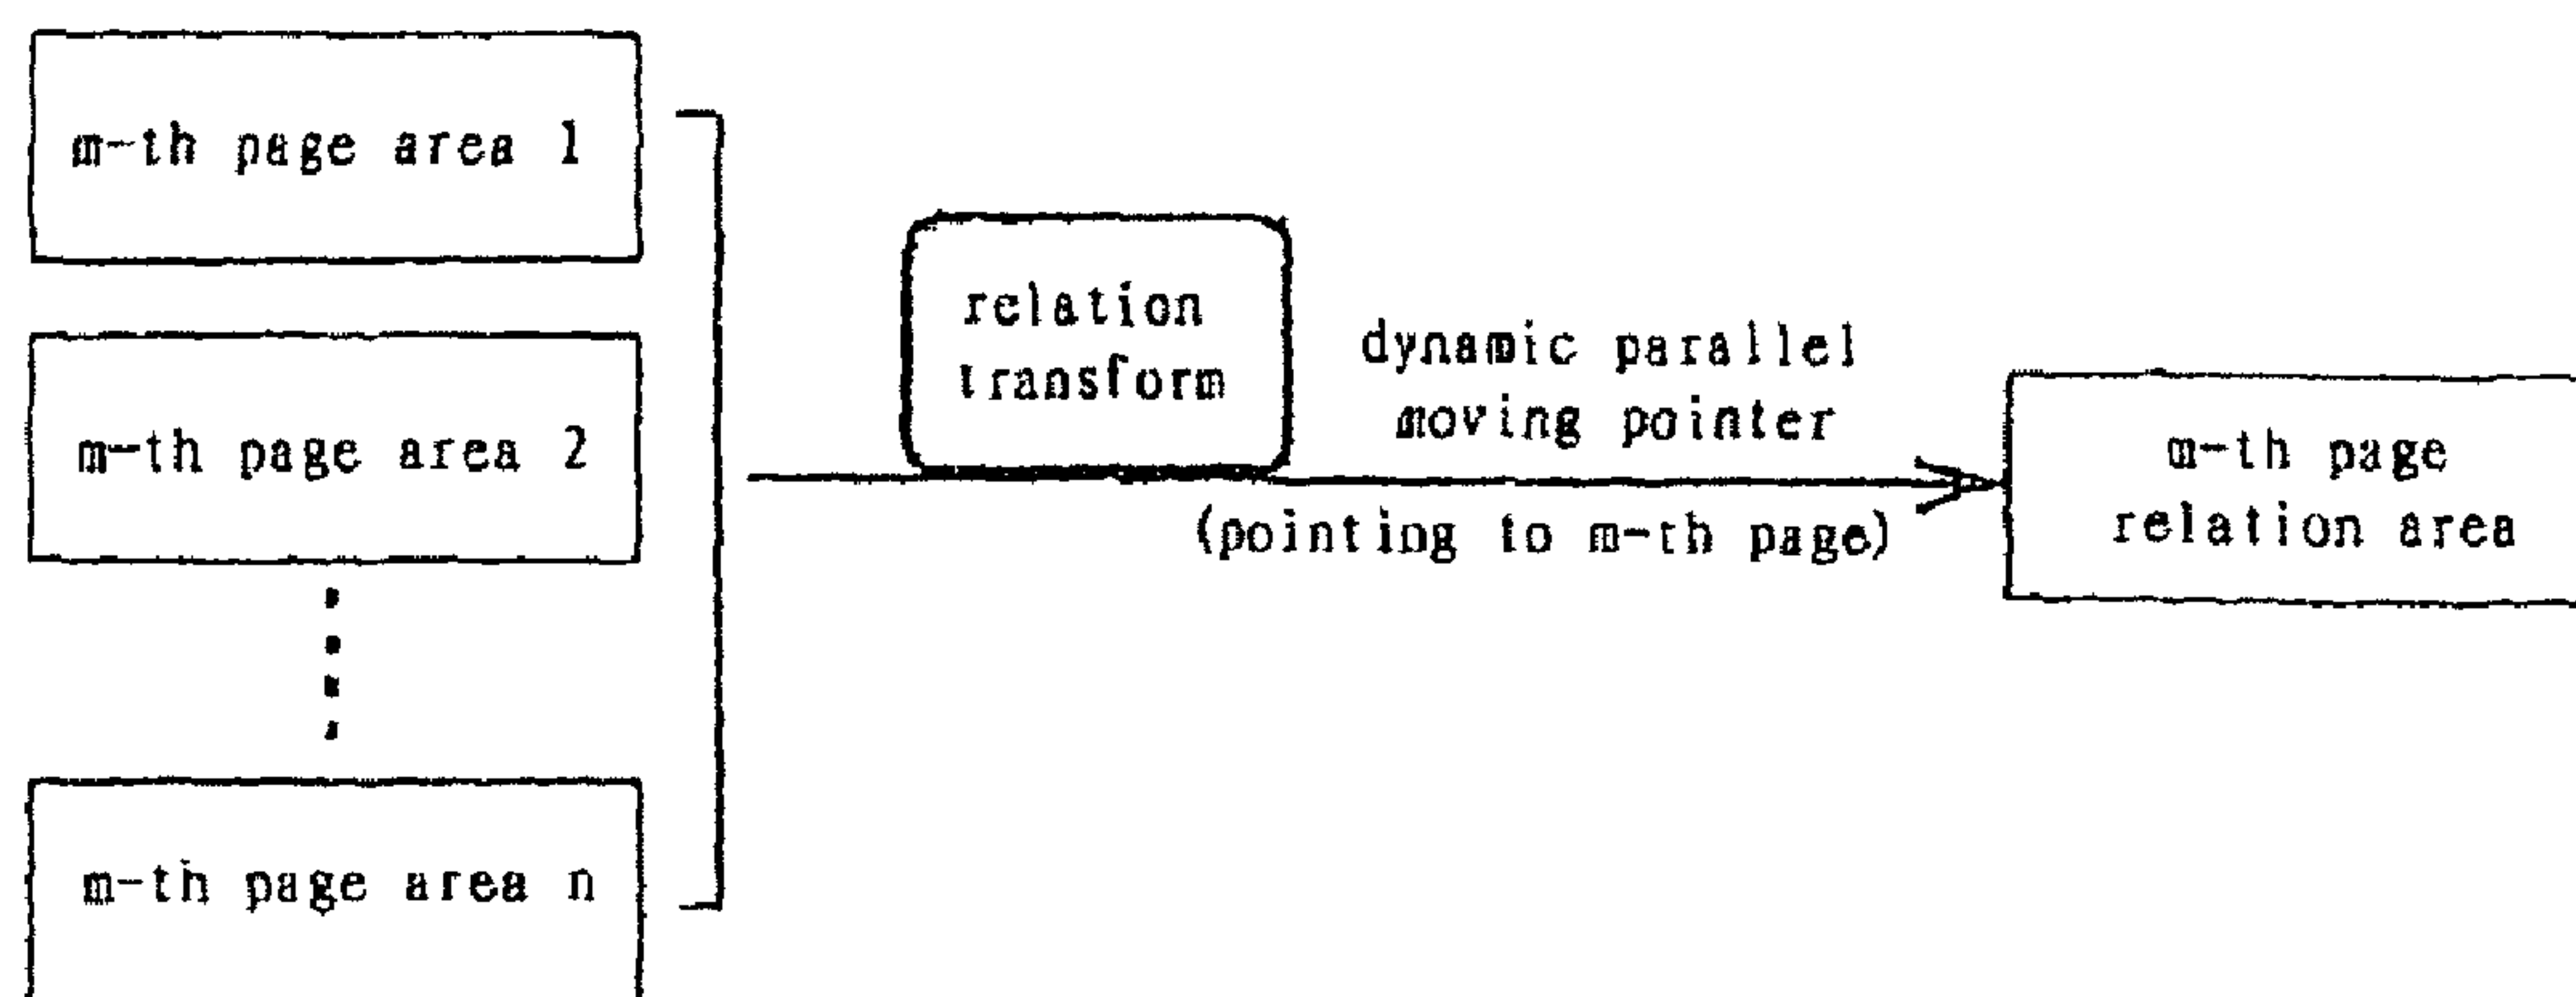 m-th page area 1
m-th page area 2
m-th page area n
relation
transform
dynamic parallel
moving pointer
(pointing to m-th page)
m-th page
relation area